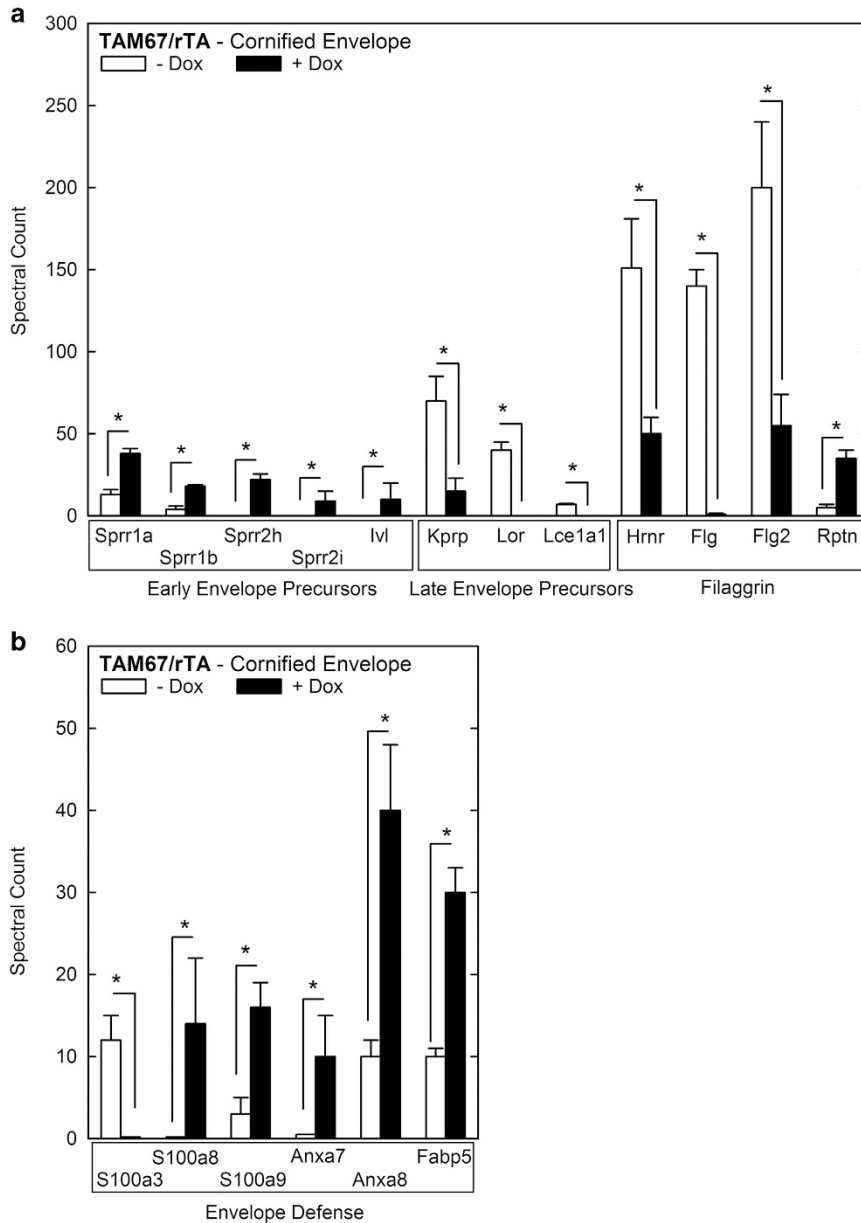 a
300
TAM67/rTA - Cornified Envelope
- Dox + Dox
250
200
150
100
50
0
Spectral Count
* * * * * * * * * * * *
Sprr1a Sprr2h Ivl Kprp Lor Lce1a1 Hrnr Flg Flg2 Rptn
Sprr1b Sprr2i
Early Envelope Precursors Late Envelope Precursors Filaggrin
b
60
TAM67/rTA - Cornified Envelope
- Dox + Dox
50
40
30
20
10
0
Spectral Count
* * * * * *
S100a8 Anxa7 Fabp5
S100a3 S100a9 Anxa8
Envelope Defense